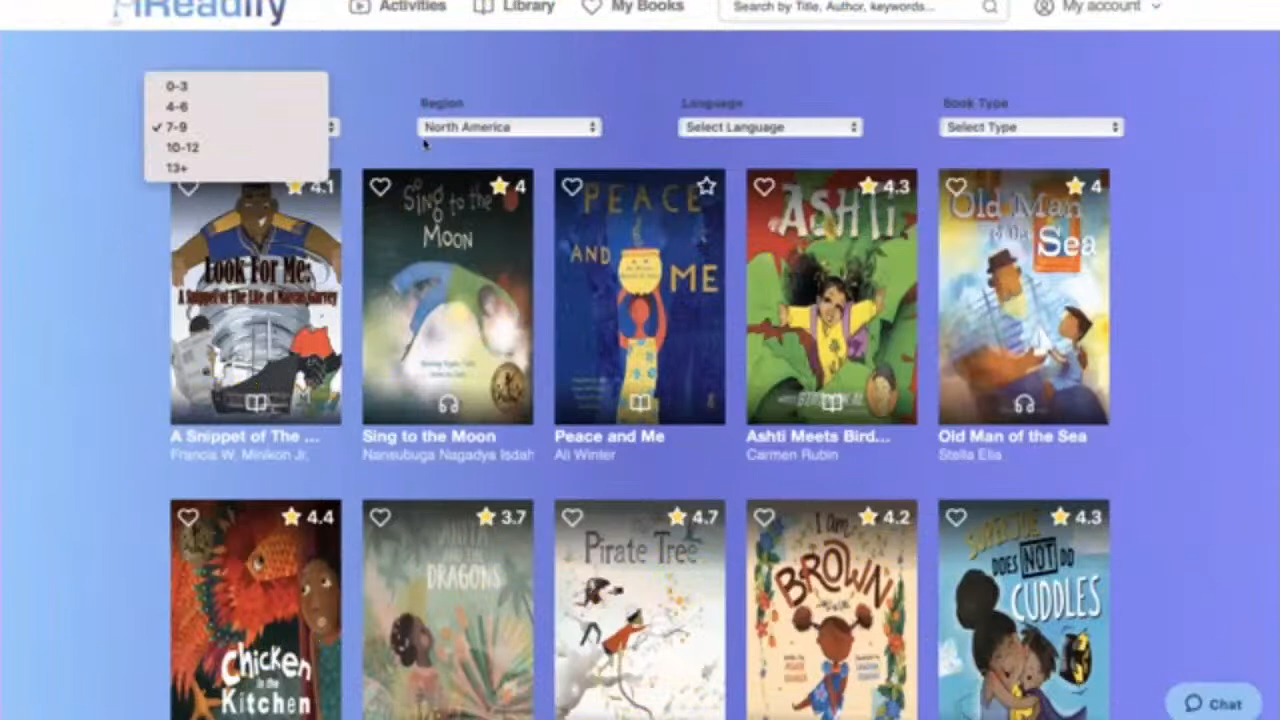 iReadify
Activities
Library
My Books
Search by Title, Author, keywords...
My account
0-3
4-6
7-9
10-12
13+
Region
North America
Language
Select Language
Book Type
Select Type
4.1
4
4.3
4
Look For Me:
A Snippet of The Life of Marcus Garvey
Sing to the
Moon
PEACE
AND
ME
ASHTI
Old Man
of the Sea
A Snippet of The ...
Francis W. Minikon Jr.
Sing to the Moon
Nansubuga Nagadya Isdahl
Peace and Me
Ali Winter
Ashti Meets Bird...
Carmen Rubin
Old Man of the Sea
Stella Elia
4.4
3.7
4.7
4.2
4.3
Chicken
in the
Kitchen
DRAGONS
Pirate Tree
I Am
BROWN
DOES NOT DO
CUDDLES
Chat